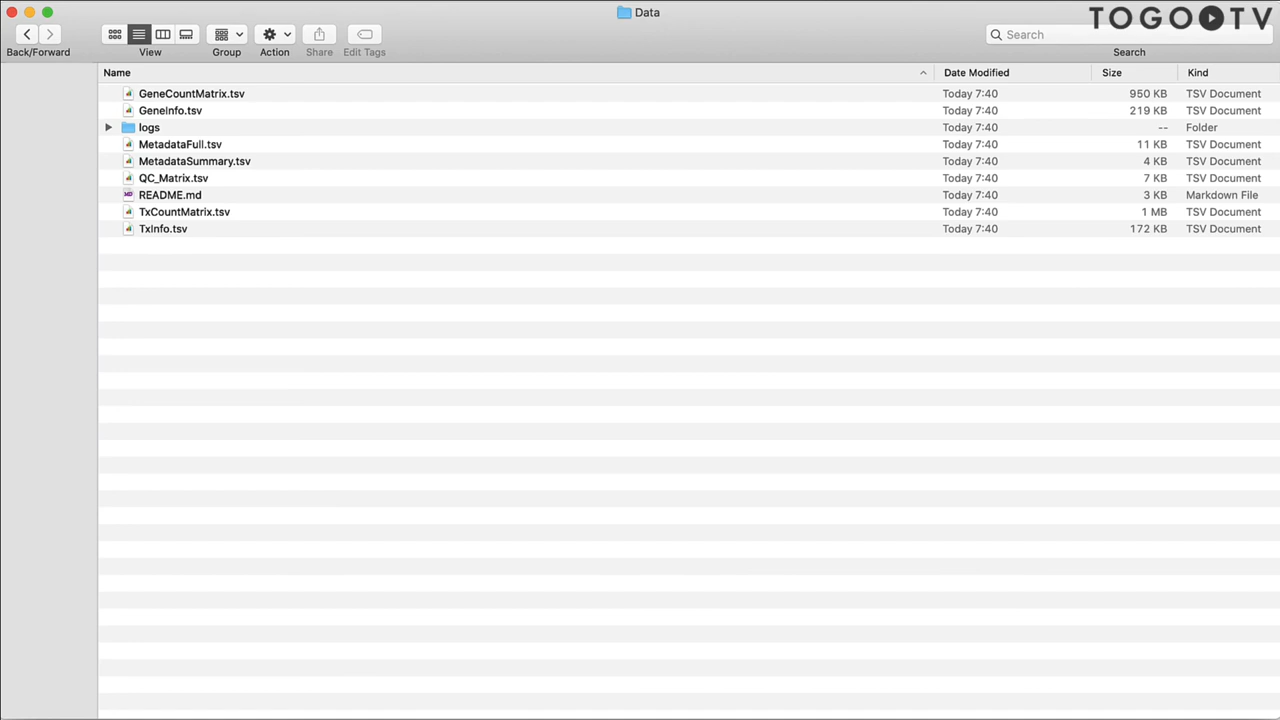 Data
TOGO TV
Back/Forward View Group Action Share Edit Tags Search
Search
Name Date Modified Size Kind
GeneCountMatrix.tsv Today 7:40 950 KB TSV Document
GeneInfo.tsv Today 7:40 219 KB TSV Document
logs Today 7:40 -- Folder
MetadataFull.tsv Today 7:40 11 KB TSV Document
MetadataSummary.tsv Today 7:40 4 KB TSV Document
QC_Matrix.tsv Today 7:40 7 KB TSV Document
README.md Today 7:40 3 KB Markdown File
TxCountMatrix.tsv Today 7:40 1 MB TSV Document
TxInfo.tsv Today 7:40 172 KB TSV Document